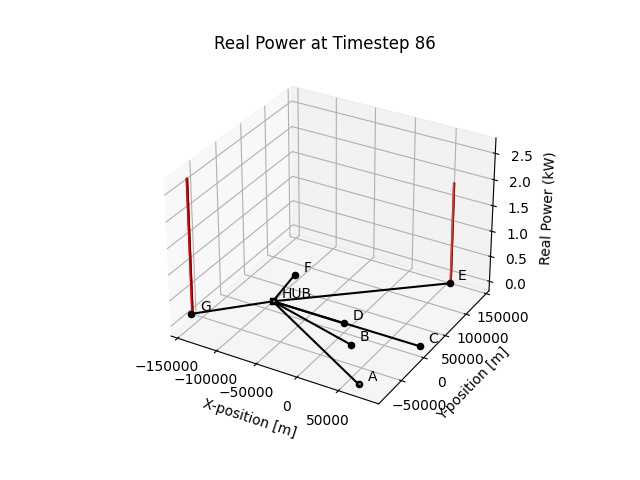 Real Power at Timestep 86
2.5
2.0
1.5
1.0
0.5
0.0
Real Power (kW)
F
E
HUB
G
D
B
C
A
150000
100000
50000
0
−50000
Y-position [m]
−150000
−100000
−50000
0
50000
X-position [m]